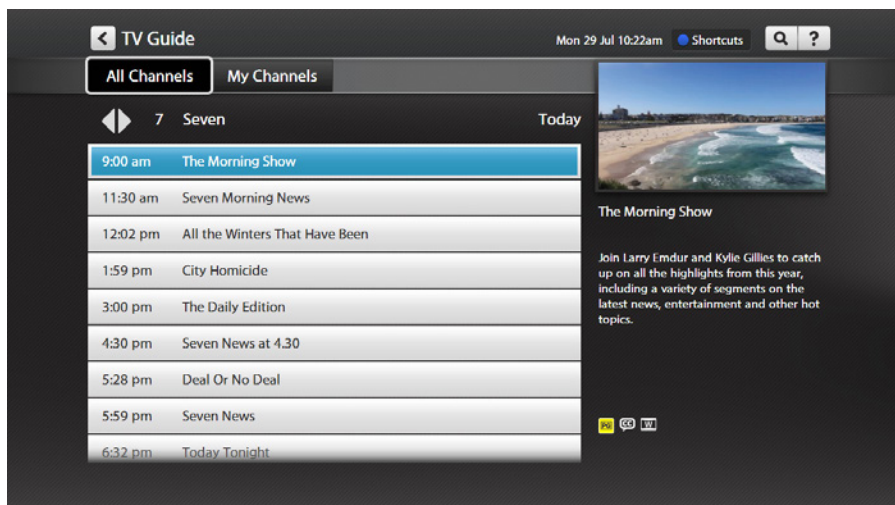 TV Guide
Mon 29 Jul 10:22am Shortcuts ?
All Channels My Channels
7 Seven Today
9:00 am The Morning Show
11:30 am Seven Morning News
12:02 pm All the Winters That Have Been
1:59 pm City Homicide
3:00 pm The Daily Edition
4:30 pm Seven News at 4.30
5:28 pm Deal Or No Deal
5:59 pm Seven News
6:32 pm Today Tonight
The Morning Show
Join Larry Emdur and Kylie Gillies to catch
up on all the highlights from this year,
including a variety of segments on the
latest news, entertainment and other hot
topics.
PG CC W